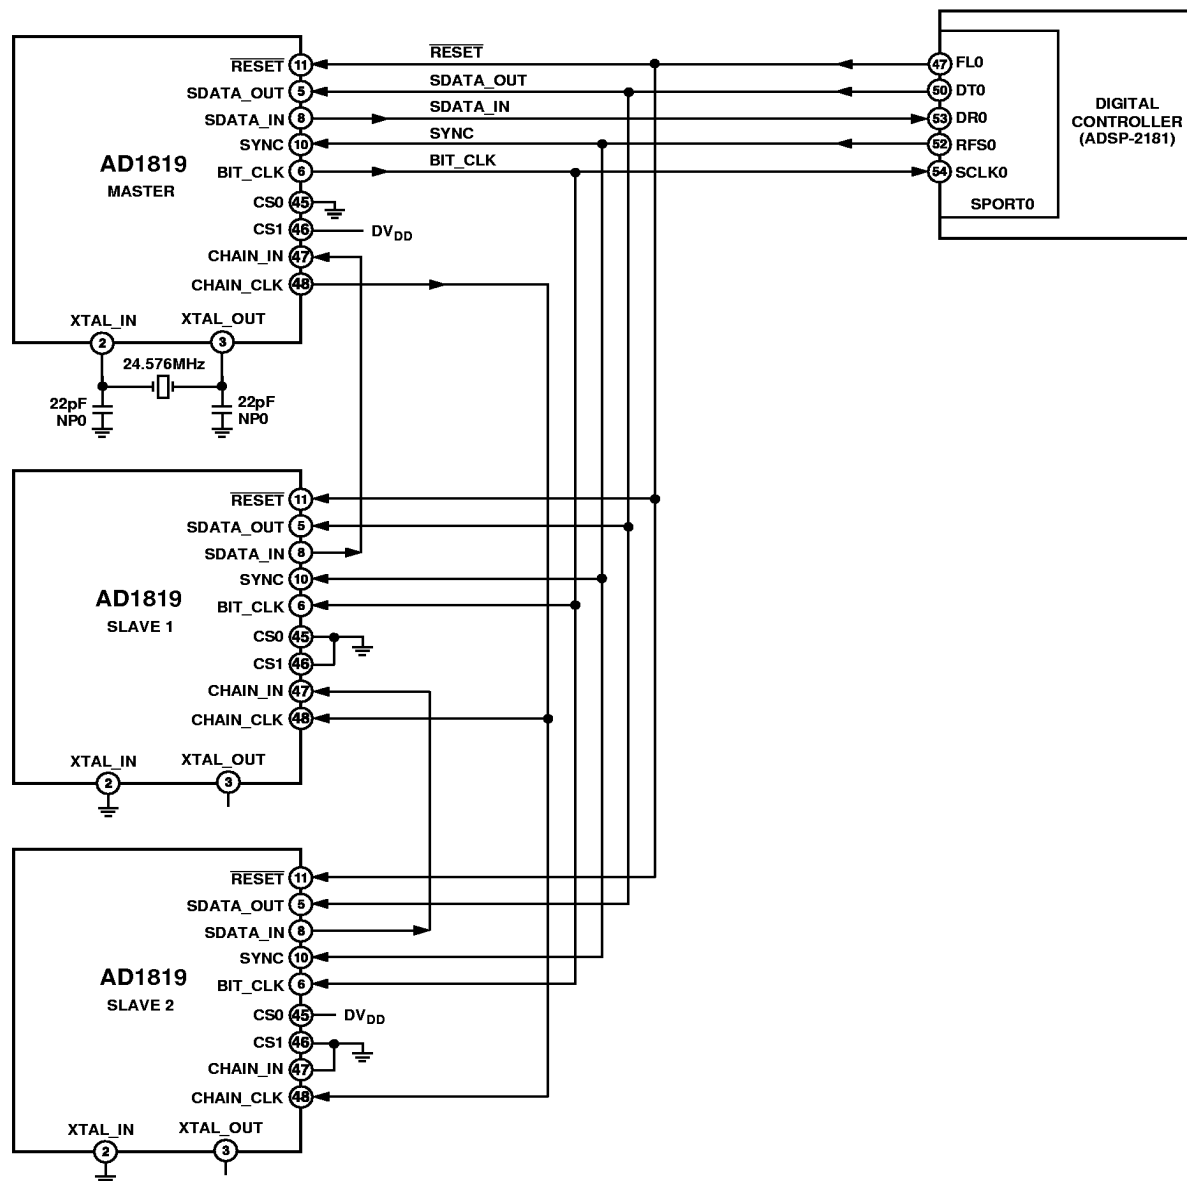 RESET 11
SDATA_OUT 5
SDATA_IN 8
SYNC 10
BIT_CLK 6
CS0 45
CS1 46 DVDD
CHAIN_IN 47
CHAIN_CLK 48
AD1819
MASTER
XTAL_IN
XTAL_OUT
2
3
24.576MHz
22pF
NP0
22pF
NP0
RESET
SDATA_OUT
SDATA_IN
SYNC
BIT_CLK
47 FL0
50 DT0
53 DR0
52 RFS0
54 SCLK0
SPORT0
DIGITAL
CONTROLLER
(ADSP-2181)
RESET 11
SDATA_OUT 5
SDATA_IN 8
SYNC 10
BIT_CLK 6
CS0 45
CS1 46
CHAIN_IN 47
CHAIN_CLK 48
AD1819
SLAVE 1
XTAL_IN
XTAL_OUT
2
3
RESET 11
SDATA_OUT 5
SDATA_IN 8
SYNC 10
BIT_CLK 6
CS0 45 DVDD
CS1 46
CHAIN_IN 47
CHAIN_CLK 48
AD1819
SLAVE 2
XTAL_IN
XTAL_OUT
2
3